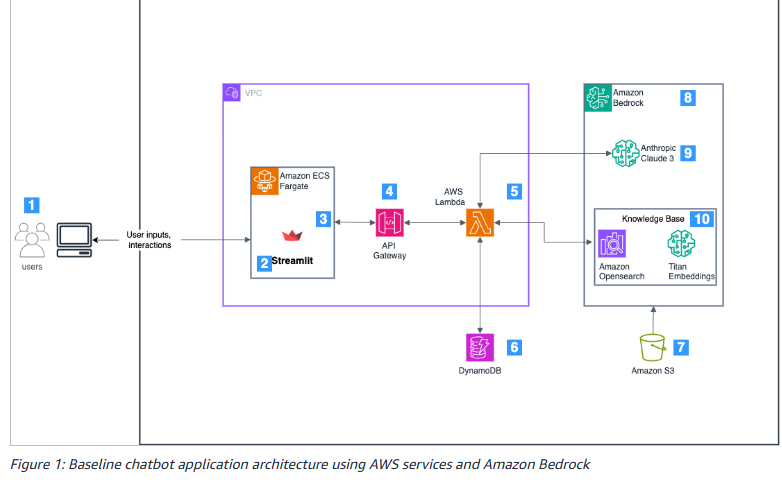 VPC
Amazon
Bedrock
8
Anthropic
Claude 3
9
Amazon ECS
Fargate
4
AWS
Lambda
5
1
3
Knowledge Base
10
User inputs,
interactions
users
2
Streamlit
API
Gateway
Amazon
Opensearch
Titan
Embeddings
6
DynamoDB
7
Amazon S3
Figure 1: Baseline chatbot application architecture using AWS services and Amazon Bedrock